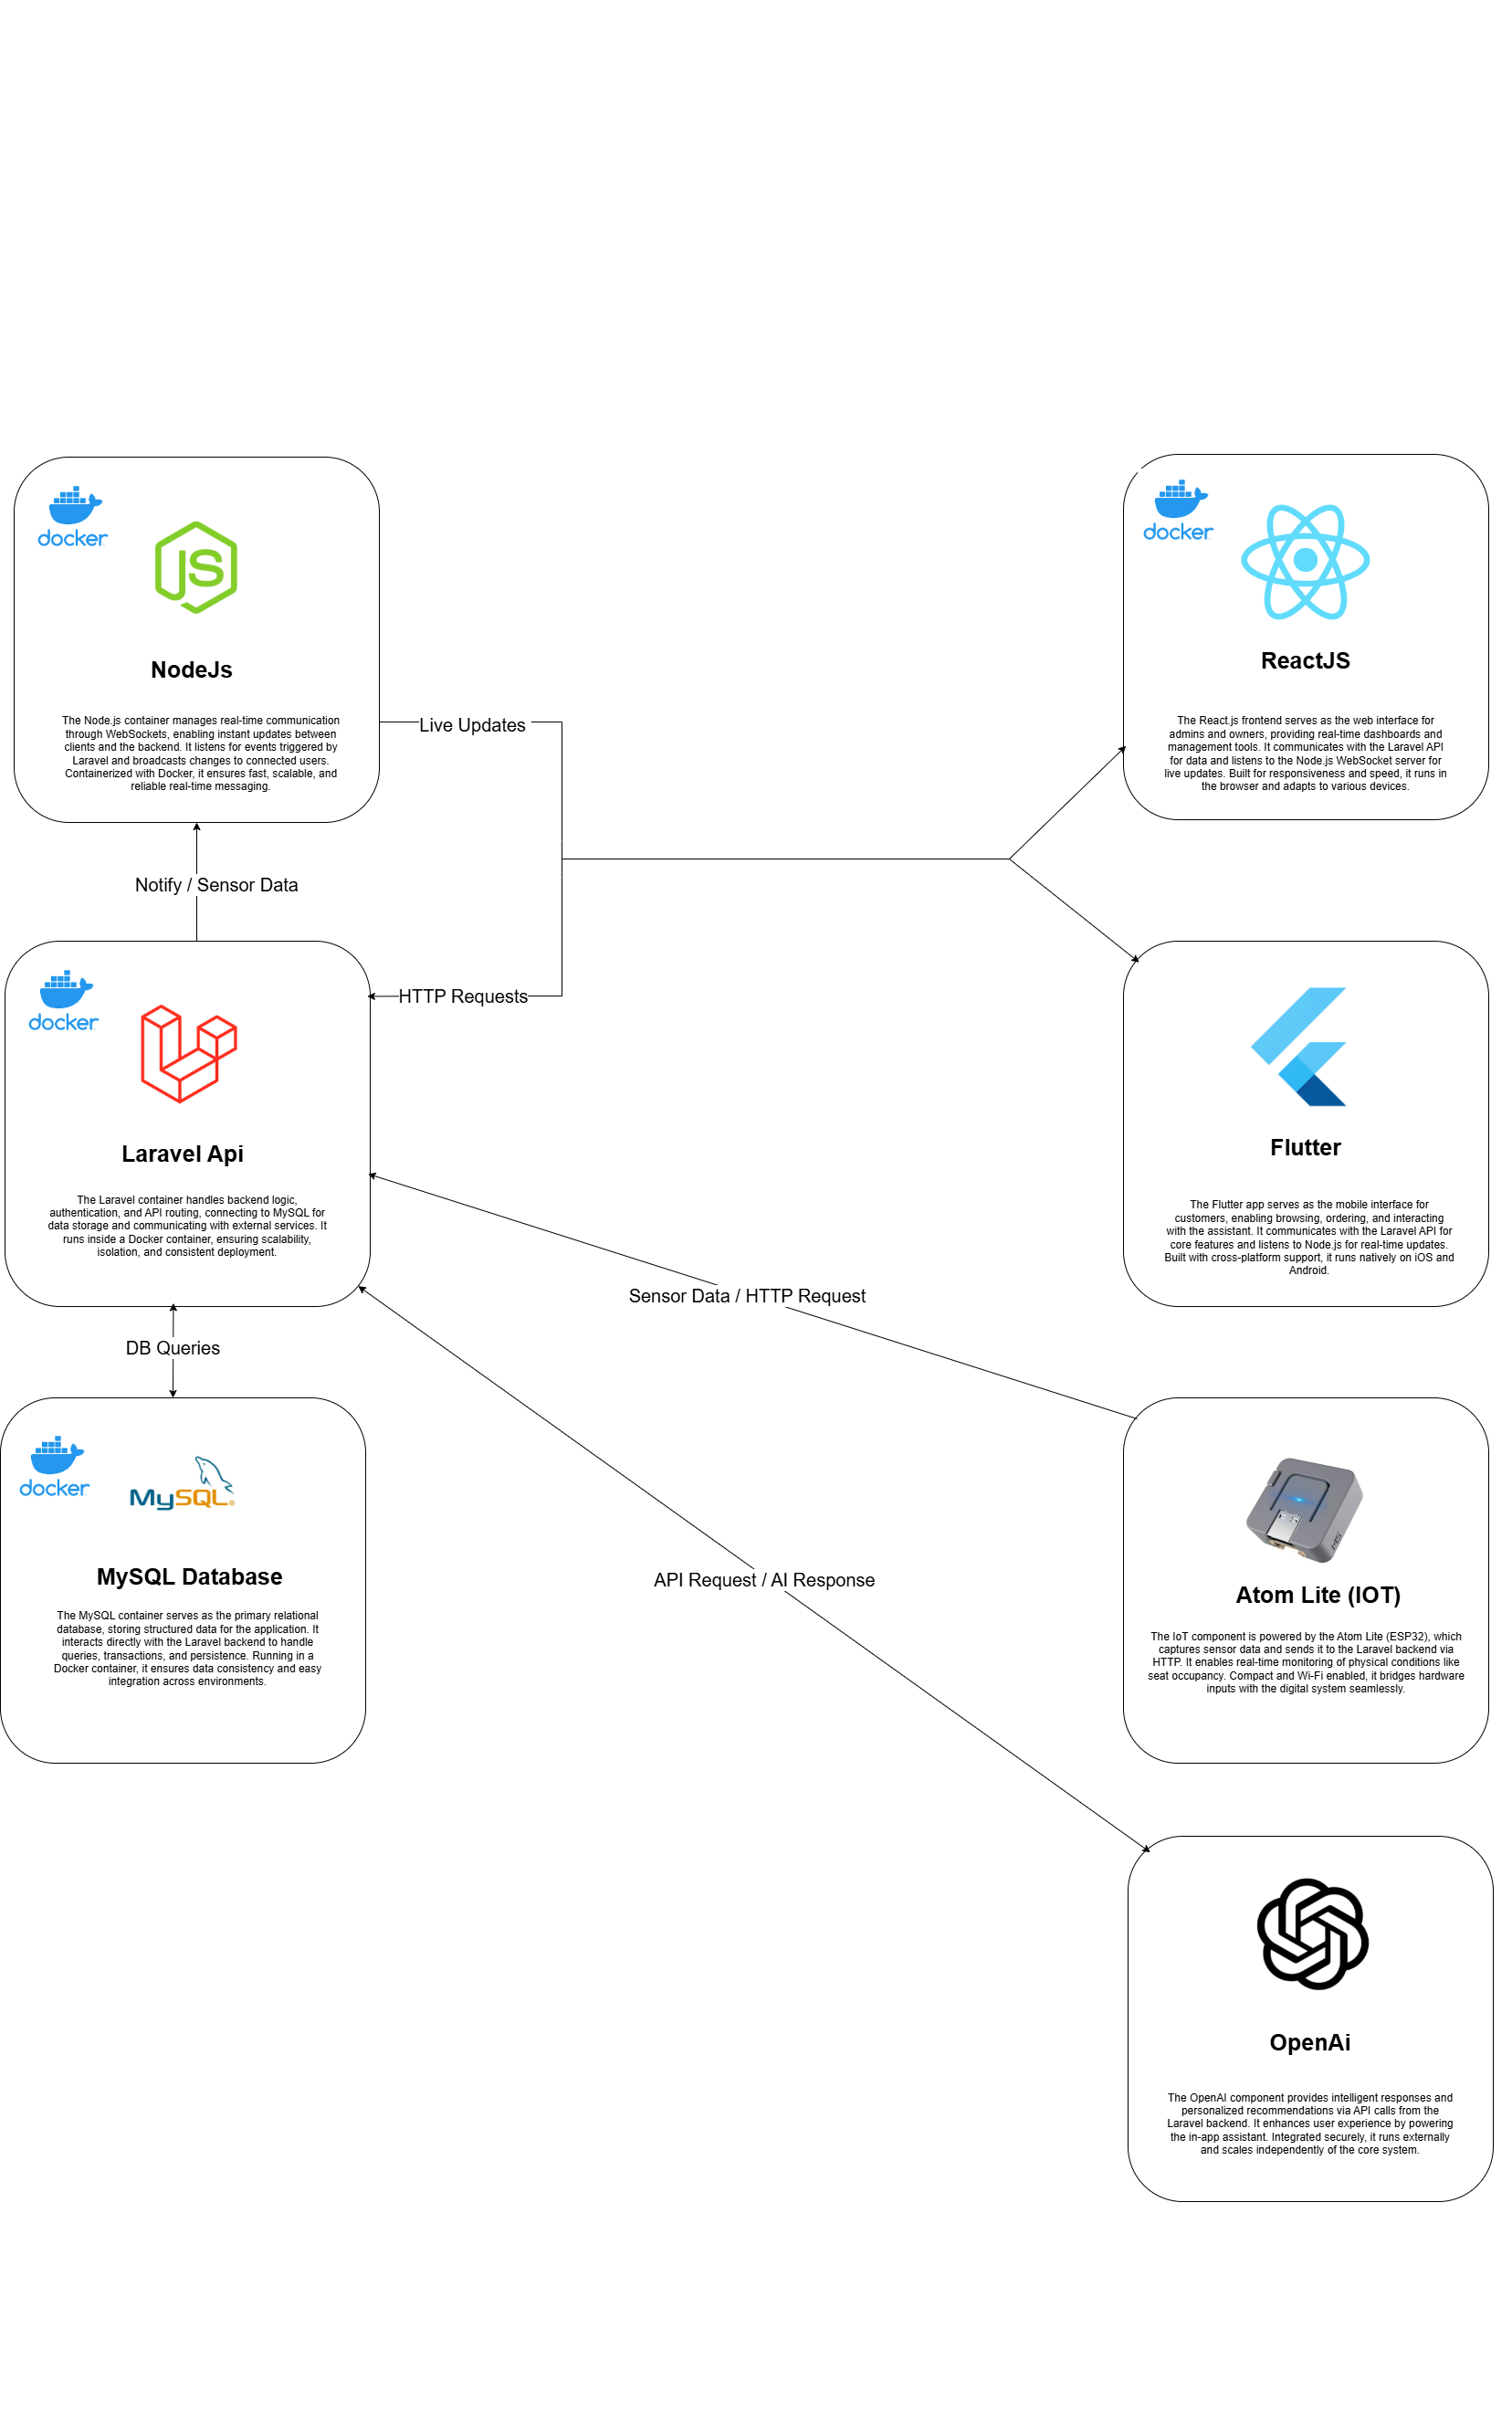 docker
JS
NodeJs
The Node.js container manages real-time communication
through WebSockets, enabling instant updates between
clients and the backend. It listens for events triggered by
Laravel and broadcasts changes to connected users.
Containerized with Docker, it ensures fast, scalable, and
reliable real-time messaging.
docker
ReactJS
The React.js frontend serves as the web interface for
admins and owners, providing real-time dashboards and
management tools. It communicates with the Laravel API
for data and listens to the Node.js WebSocket server for
live updates. Built for responsiveness and speed, it runs in
the browser and adapts to various devices.
Live Updates
Notify / Sensor Data
HTTP Requests
docker
Laravel Api
The Laravel container handles backend logic,
authentication, and API routing, connecting to MySQL for
data storage and communicating with external services. It
runs inside a Docker container, ensuring scalability,
isolation, and consistent deployment.
Flutter
The Flutter app serves as the mobile interface for
customers, enabling browsing, ordering, and interacting
with the assistant. It communicates with the Laravel API for
core features and listens to Node.js for real-time updates.
Built with cross-platform support, it runs natively on iOS and
Android.
Sensor Data / HTTP Request
DB Queries
docker
MySQL®
MySQL Database
The MySQL container serves as the primary relational
database, storing structured data for the application. It
interacts directly with the Laravel backend to handle
queries, transactions, and persistence. Running in a
Docker container, it ensures data consistency and easy
integration across environments.
API Request / AI Response
M5
Atom Lite (IOT)
The IoT component is powered by the Atom Lite (ESP32), which
captures sensor data and sends it to the Laravel backend via
HTTP. It enables real-time monitoring of physical conditions like
seat occupancy. Compact and Wi-Fi enabled, it bridges hardware
inputs with the digital system seamlessly.
OpenAi
The OpenAI component provides intelligent responses and
personalized recommendations via API calls from the
Laravel backend. It enhances user experience by powering
the in-app assistant. Integrated securely, it runs externally
and scales independently of the core system.